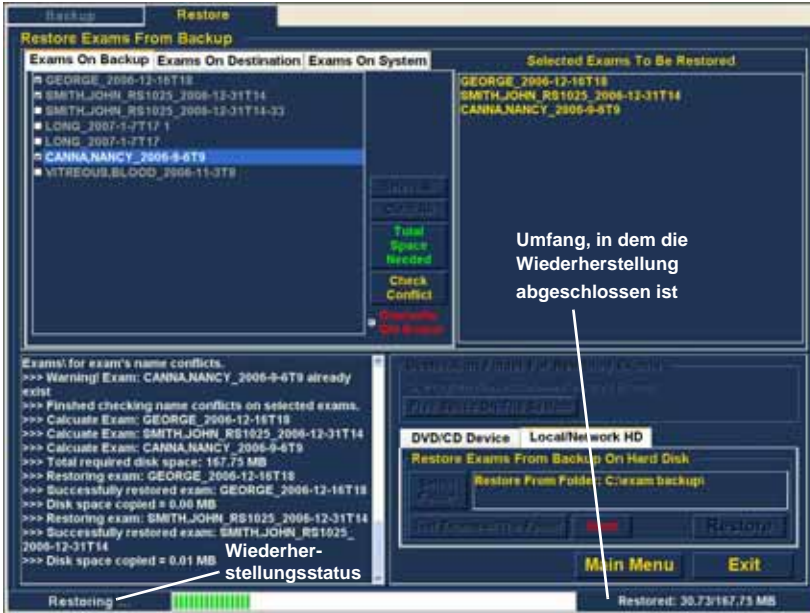 Backup Restore
Restore Exams From Backup
Exams On Backup Exams On Destination Exams On System
GEORGE_2006-12-16T18
SMITH,JOHN_RS1025_2006-12-31T14
SMITH,JOHN_RS1025_2006-12-31T14-33
LONG_2007-1-7T17 1
LONG_2007-1-7T17
CANNA,NANCY_2006-9-6T9
VITREOUS,BLOOD_2006-11-3T8
Total
Space
Needed
Check
Conflict
Selected Exams To Be Restored
GEORGE_2006-12-16T18
SMITH,JOHN_RS1025_2006-12-31T14
CANNA,NANCY_2006-9-6T9
Umfang, in dem die
Wiederherstellung
abgeschlossen ist
Exams\ for exam's name conflicts.
>>> Warning! Exam: CANNA,NANCY_2006-9-6T9 already
exist
>>> Finshed checking name conflicts on selected exams.
>>> Calcuate Exam: GEORGE_2006-12-16T18
>>> Calcuate Exam: SMITH,JOHN_RS1025_2006-12-31T14
>>> Calcuate Exam: CANNA,NANCY_2006-9-6T9
>>> Total required disk space: 167.75 MB
>>> Restoring exam: GEORGE_2006-12-16T18
>>> Successfully restored exam: GEORGE_2006-12-16T18
>>> Disk space copied = 0.00 MB
>>> Restoring exam: SMITH,JOHN_RS1025_2006-12-31T14
>>> Successfully restored exam: SMITH,JOHN_RS1025_
2006-12-31T14
>>> Disk space copied = 0.01 MB
Wiederher-
stellungsstatus
DVD/CD Device Local/Network HD
Restore Exams From Backup On Hard Disk
Restore From Folder: C:\exam backup\
Restore
Main Menu Exit
Restoring ... Restored: 30.73/167.75 MB